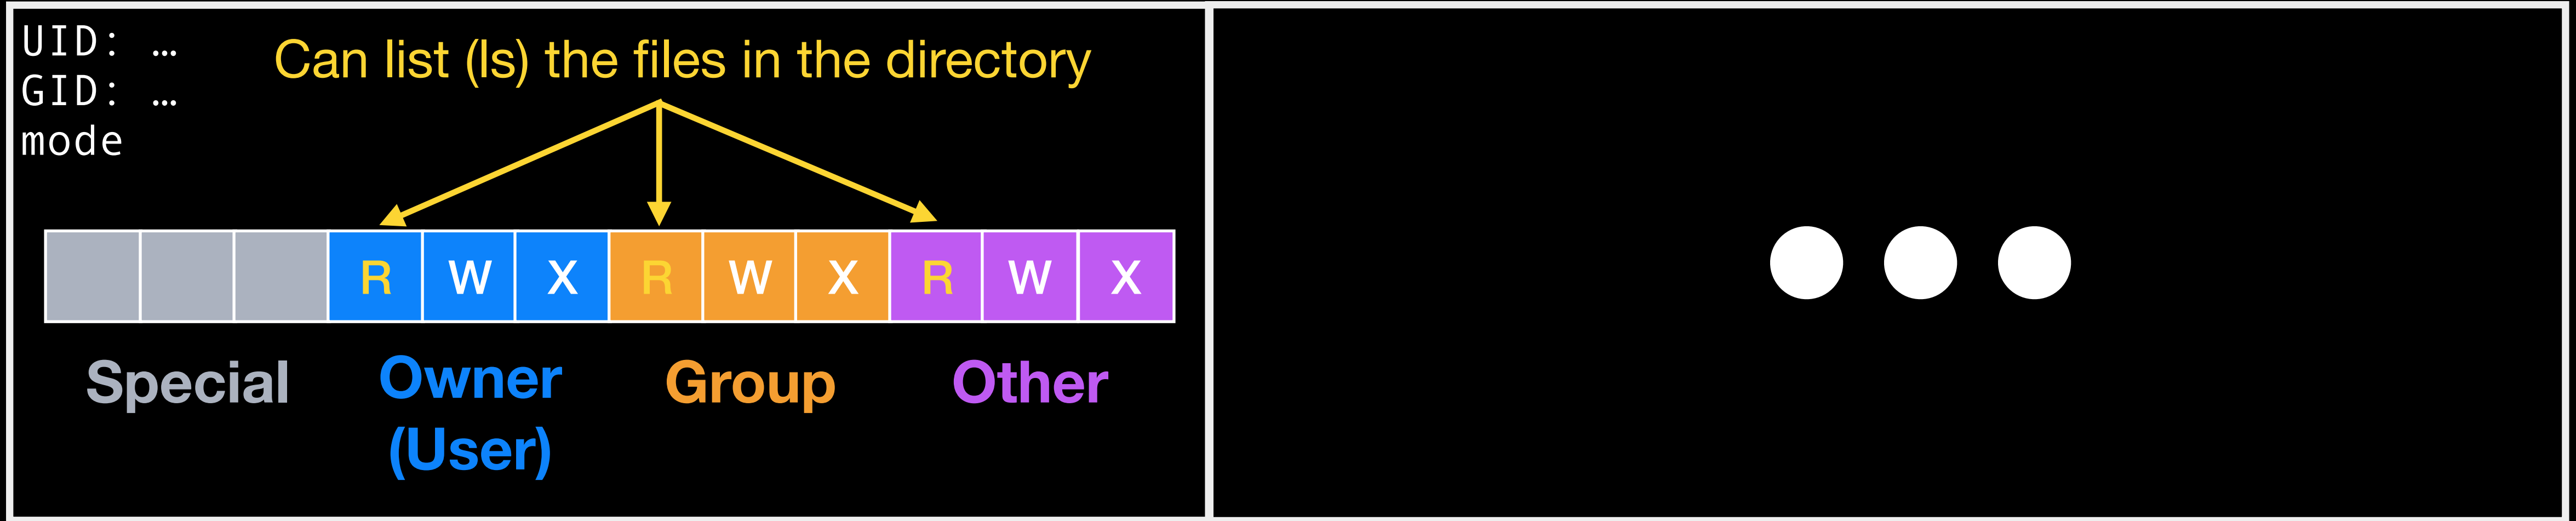 UID: …
GID: …
mode
Can list (ls) the files in the directory
R W X R W X R W X
Special Owner (User) Group Other